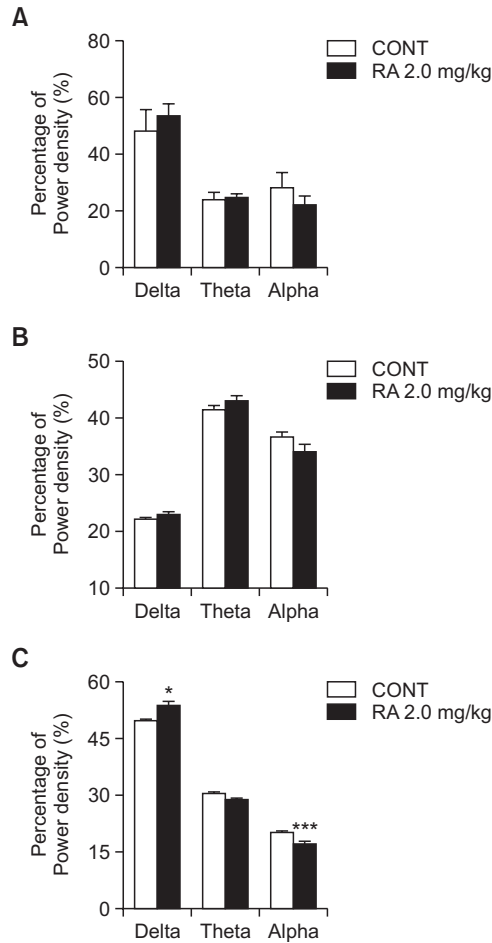 A
80
60
40
20
0
Percentage of
Power density (%)
CONT
RA 2.0 mg/kg
Delta Theta Alpha
B
50
40
30
20
10
Percentage of
Power density (%)
CONT
RA 2.0 mg/kg
Delta Theta Alpha
C
60
45
30
15
0
Percentage of
Power density (%)
*
***
CONT
RA 2.0 mg/kg
Delta Theta Alpha